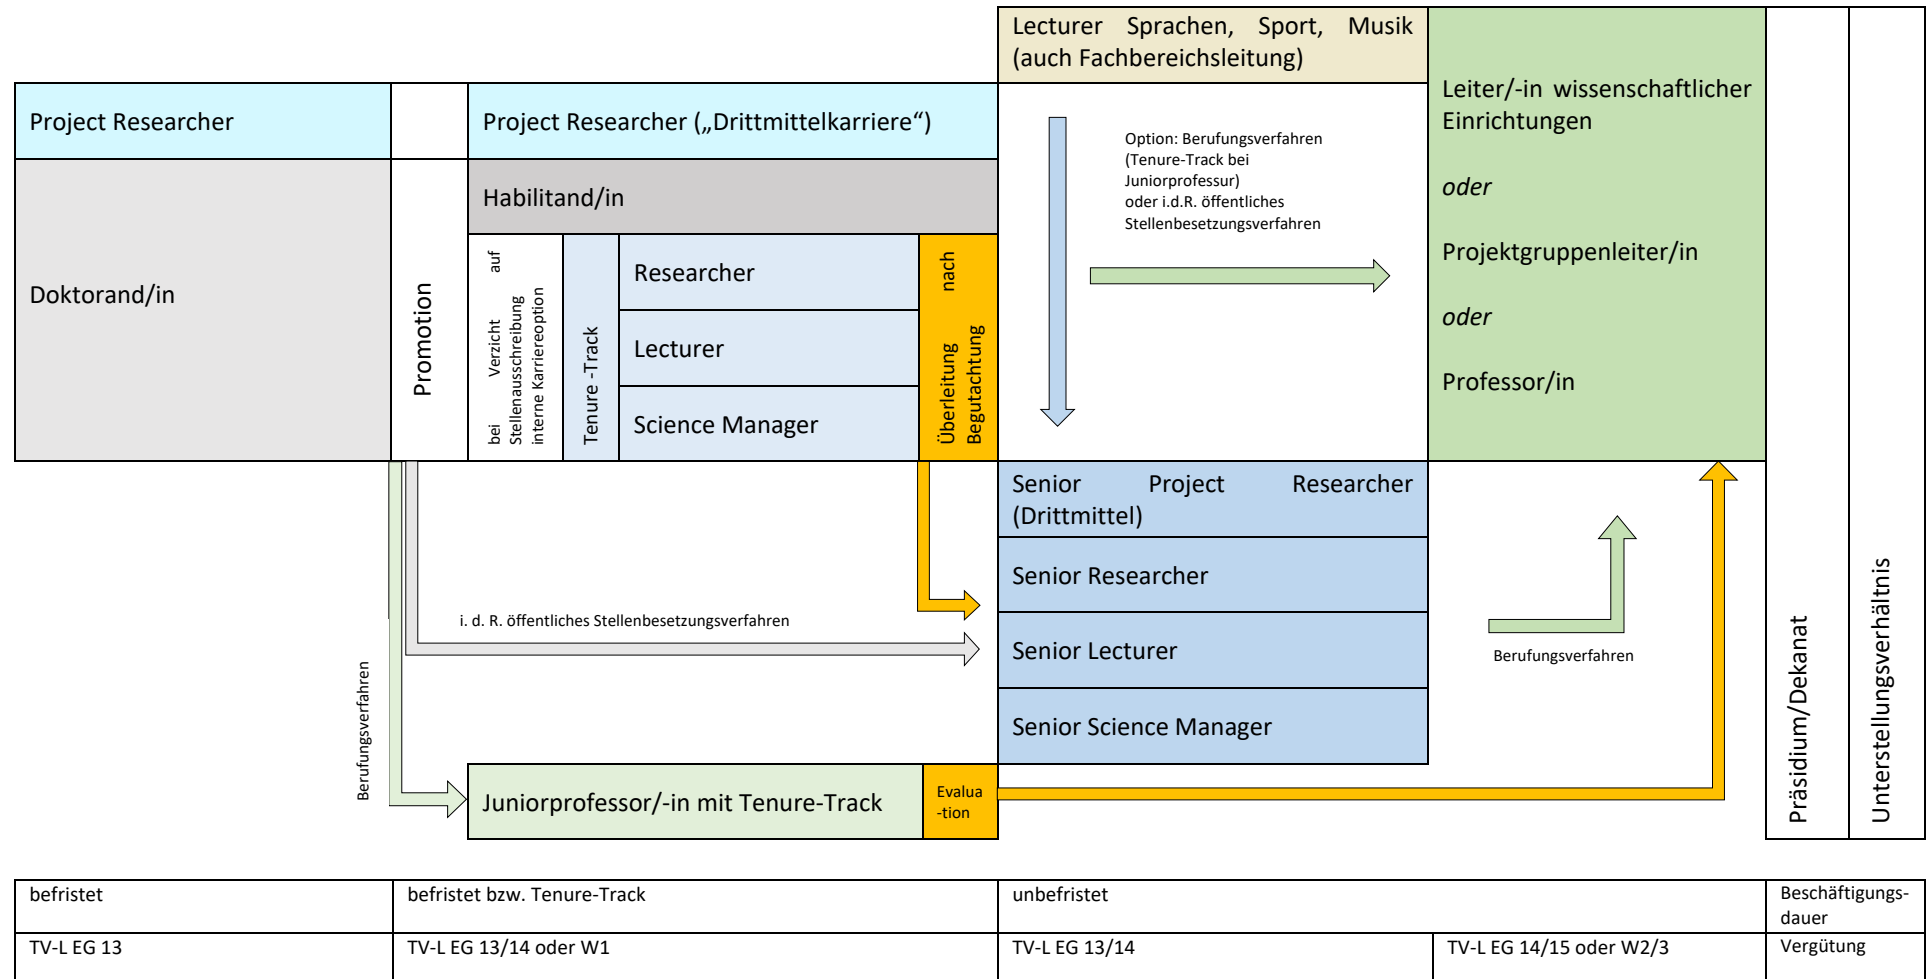 Lecturer Sprachen, Sport, Musik
(auch Fachbereichsleitung)
Leiter/-in wissenschaftlicher
Einrichtungen
oder
Projektgruppenleiter/in
oder
Professor/in
Project Researcher
Project Researcher („Drittmittelkarriere“)
Option: Berufungsverfahren
(Tenure-Track bei
Juniorprofessur)
oder i.d.R. öffentliches
Stellenbesetzungsverfahren
Doktorand/in
Promotion
Habilitand/in
bei Verzicht auf
Stellenausschreibung
interne Karriereoption
Tenure -Track
Researcher
Lecturer
Science Manager
Überleitung nach
Begutachtung
Senior Project Researcher
(Drittmittel)
Senior Researcher
Senior Lecturer
Senior Science Manager
i. d. R. öffentliches Stellenbesetzungsverfahren
Berufungsverfahren
Berufungsverfahren
Juniorprofessor/-in mit Tenure-Track
Evalua
-tion
Präsidium/Dekanat
Unterstellungsverhältnis
befristet
befristet bzw. Tenure-Track
unbefristet
Beschäftigungs-
dauer
TV-L EG 13
TV-L EG 13/14 oder W1
TV-L EG 13/14
TV-L EG 14/15 oder W2/3
Vergütung